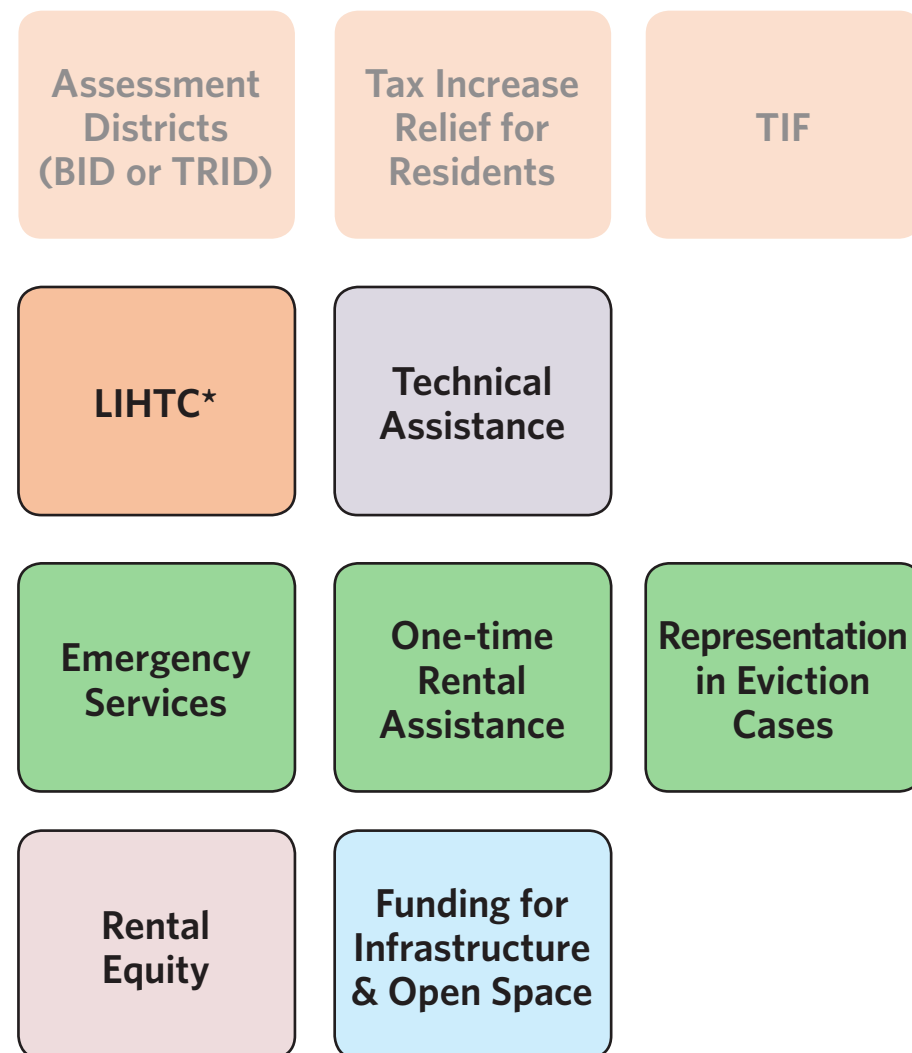 Assessment
Districts
(BID or TRID)
Tax Increase
Relief for
Residents
TIF
LIHTC*
Technical
Assistance
Emergency
Services
One-time
Rental
Assistance
Representation
in Eviction
Cases
Rental
Equity
Funding for
Infrastructure
& Open Space